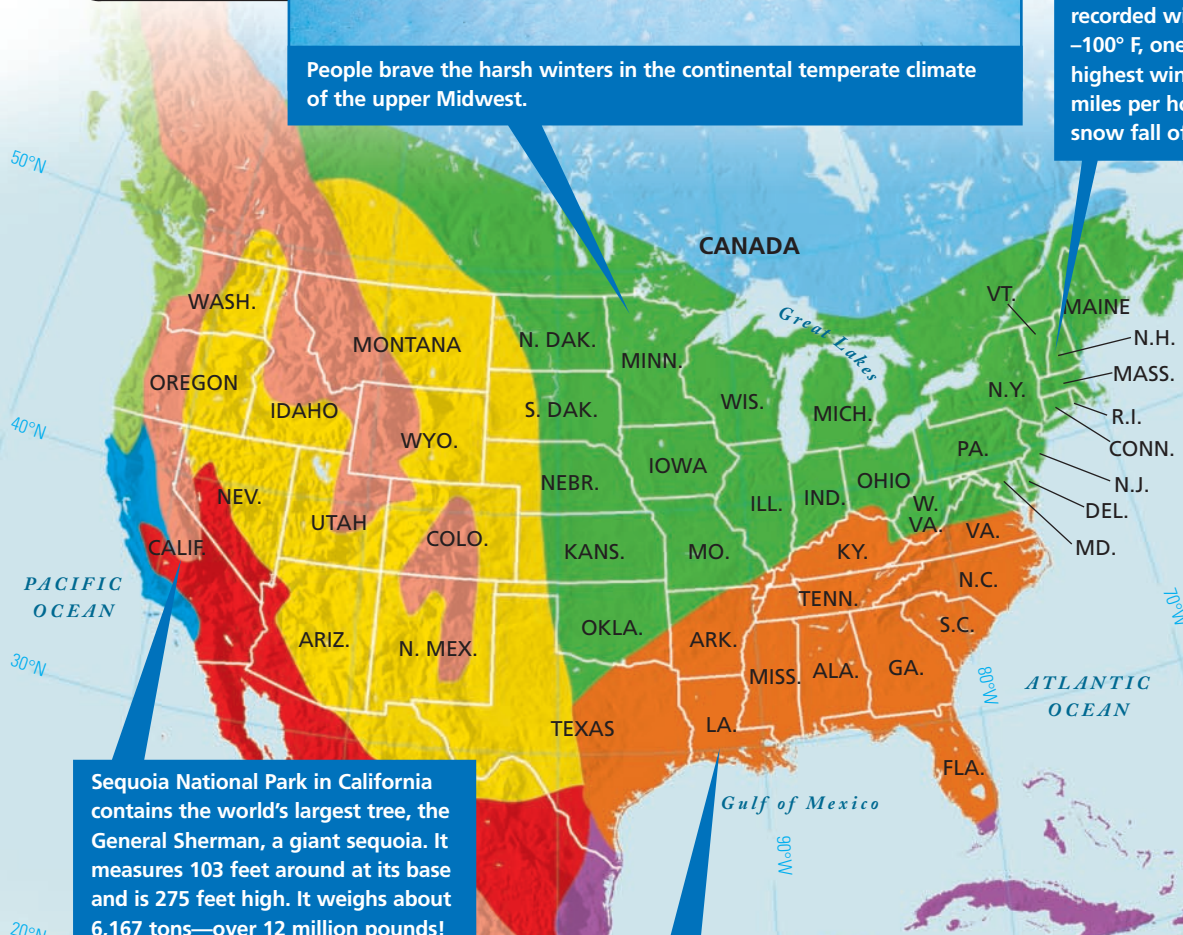 recorded wi
–100° F, one
highest win
miles per ho
snow fall of
People brave the harsh winters in the continental temperate climate
of the upper Midwest.
50°N
CANADA
WASH.
MONTANA
N. DAK.
MINN.
Great Lakes
VT.
MAINE
N.H.
MASS.
OREGON
IDAHO
WYO.
S. DAK.
WIS.
MICH.
N.Y.
R.I.
CONN.
40°N
NEV.
UTAH
COLO.
NEBR.
IOWA
ILL.
IND.
OHIO
PA.
W.
VA.
N.J.
DEL.
MD.
CALIF.
KANS.
MO.
KY.
VA.
PACIFIC
OCEAN
N.C.
TENN.
70°W
ARIZ.
N. MEX.
OKLA.
ARK.
S.C.
30°N
MISS.
ALA.
GA.
80°W
ATLANTIC
OCEAN
TEXAS
LA.
FLA.
Gulf of Mexico
90°W
Sequoia National Park in California
contains the world's largest tree, the
General Sherman, a giant sequoia. It
measures 103 feet around at its base
and is 275 feet high. It weighs about
6,167 tons—over 12 million pounds!
20°N